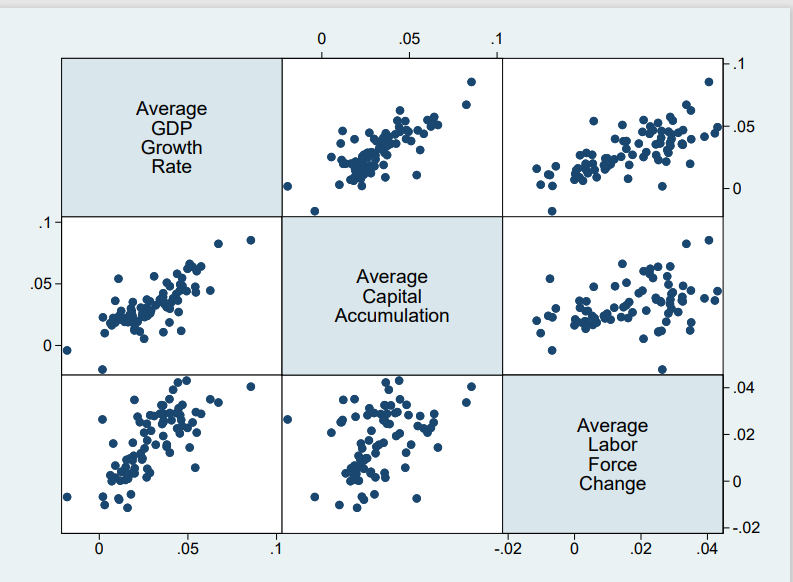 0 .05 .1
Average
GDP
Growth
Rate
.1
.05
0
.1
.05
0
Average
Capital
Accumulation
Average
Labor
Force
Change
.04
.02
0
-.02
0 .05 .1
-.02 0 .02 .04